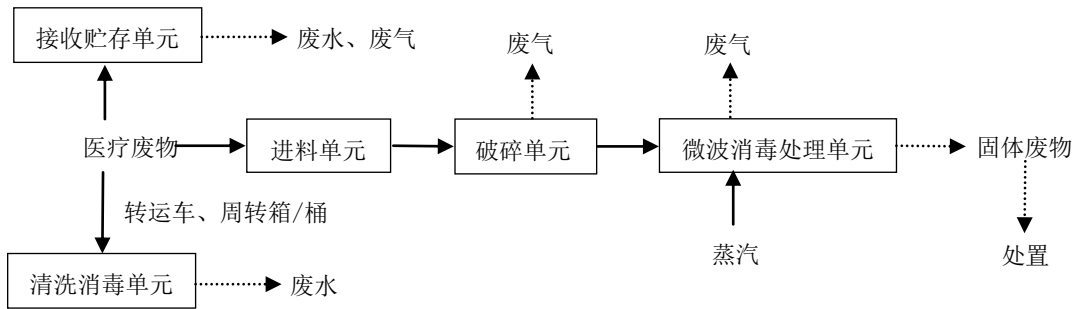 接收贮存单元
废水、废气
废气
废气
医疗废物
进料单元
破碎单元
微波消毒处理单元
固体废物
转运车、周转箱/桶
蒸汽
处置
清洗消毒单元
废水